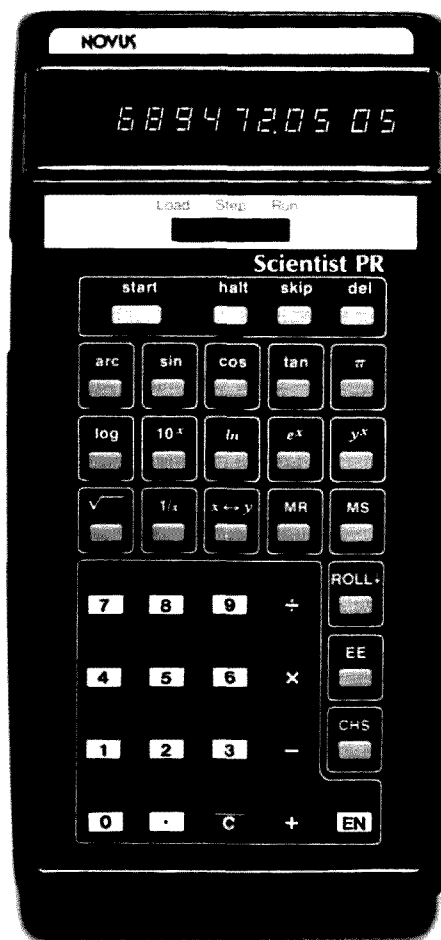 NOVUS
689472.05 05
Load Step Run
Scientist PR
start halt skip del
arc sin cos tan π
log 10ˣ ln eˣ yˣ
√ 1/x x↔y MR MS
ROLL↓
7 8 9 ÷
EE
4 5 6 ×
CHS
1 2 3 −
0 · C + EN